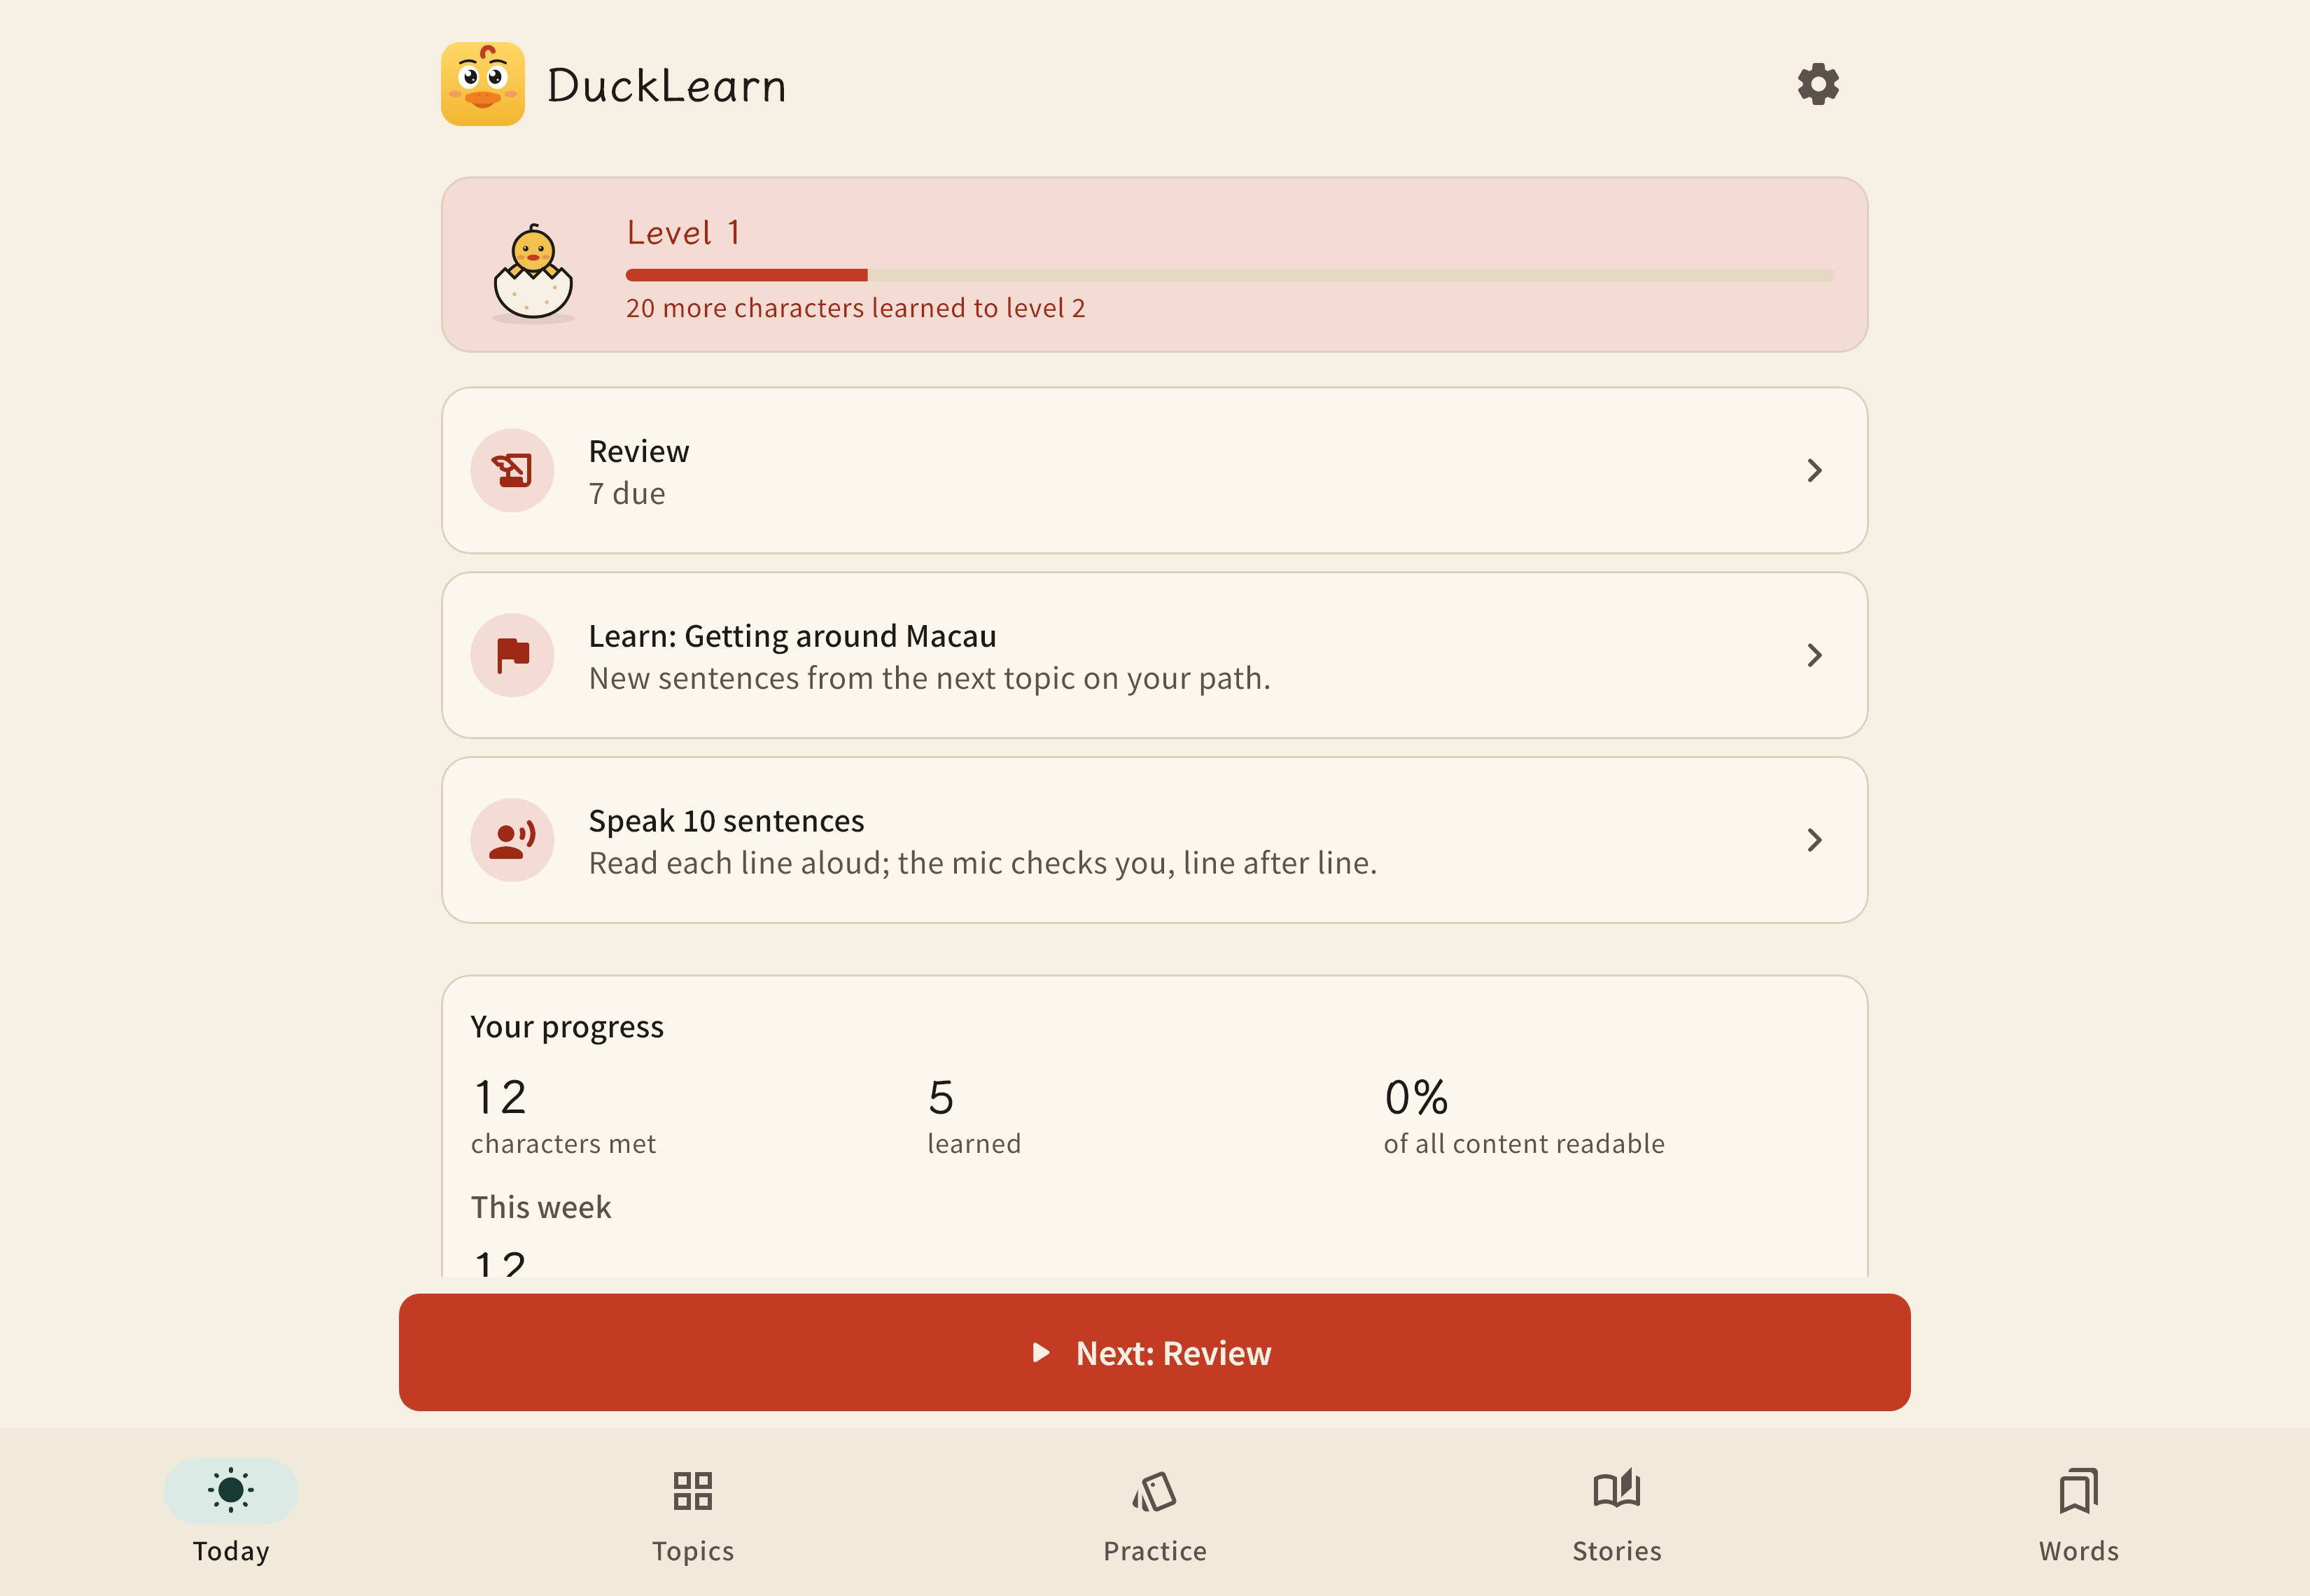 DuckLearn
Level 1
20 more characters learned to level 2
Review
7 due
Learn: Getting around Macau
New sentences from the next topic on your path.
Speak 10 sentences
Read each line aloud; the mic checks you, line after line.
Your progress
12
characters met
5
learned
0%
of all content readable
This week
12
Next: Review
Today
Topics
Practice
Stories
Words